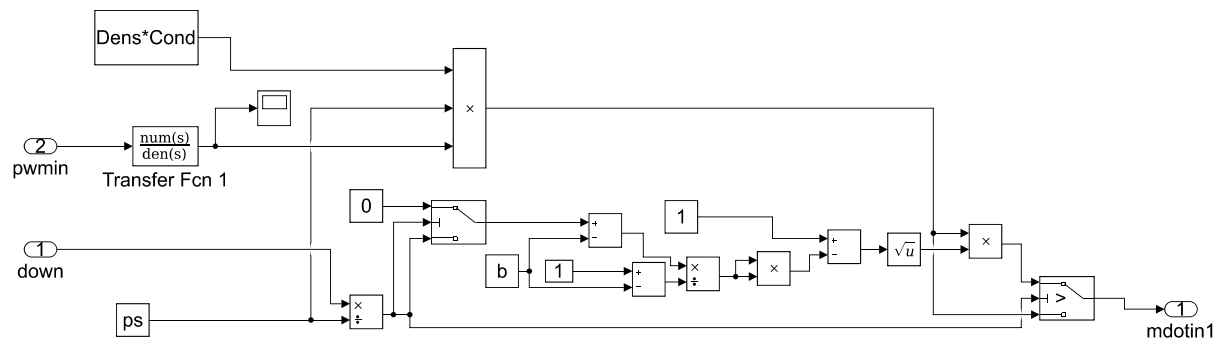 Dens*Cond
×
2
pwmin
num(s)
den(s)
Transfer Fcn 1
0
1
+
−
+
−
√u
×
1
down
b
1
+
−
×
÷
×
ps
×
÷
>
1
mdotin1